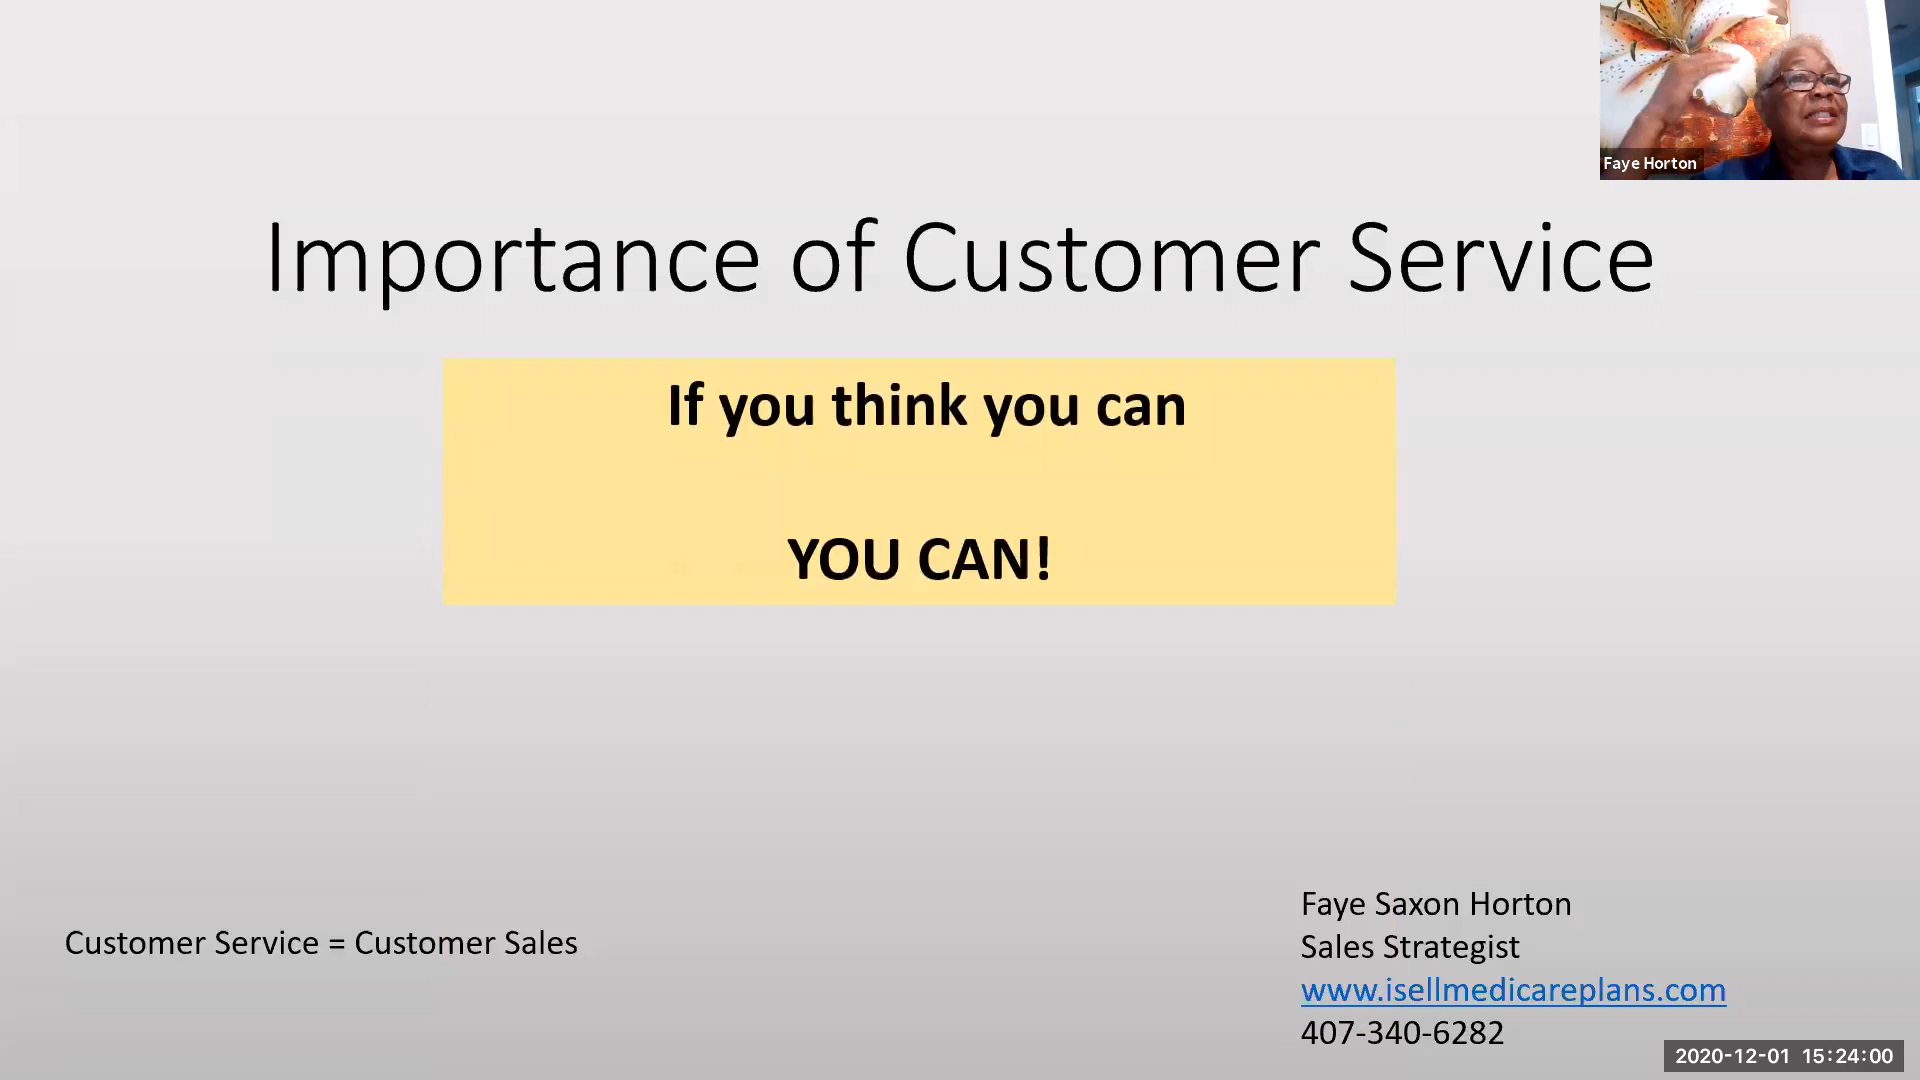 Faye Horton
Importance of Customer Service
If you think you can
YOU CAN!
Customer Service = Customer Sales
Faye Saxon Horton
Sales Strategist
www.isellmedicareplans.com
407-340-6282
2020-12-01 15:24:00